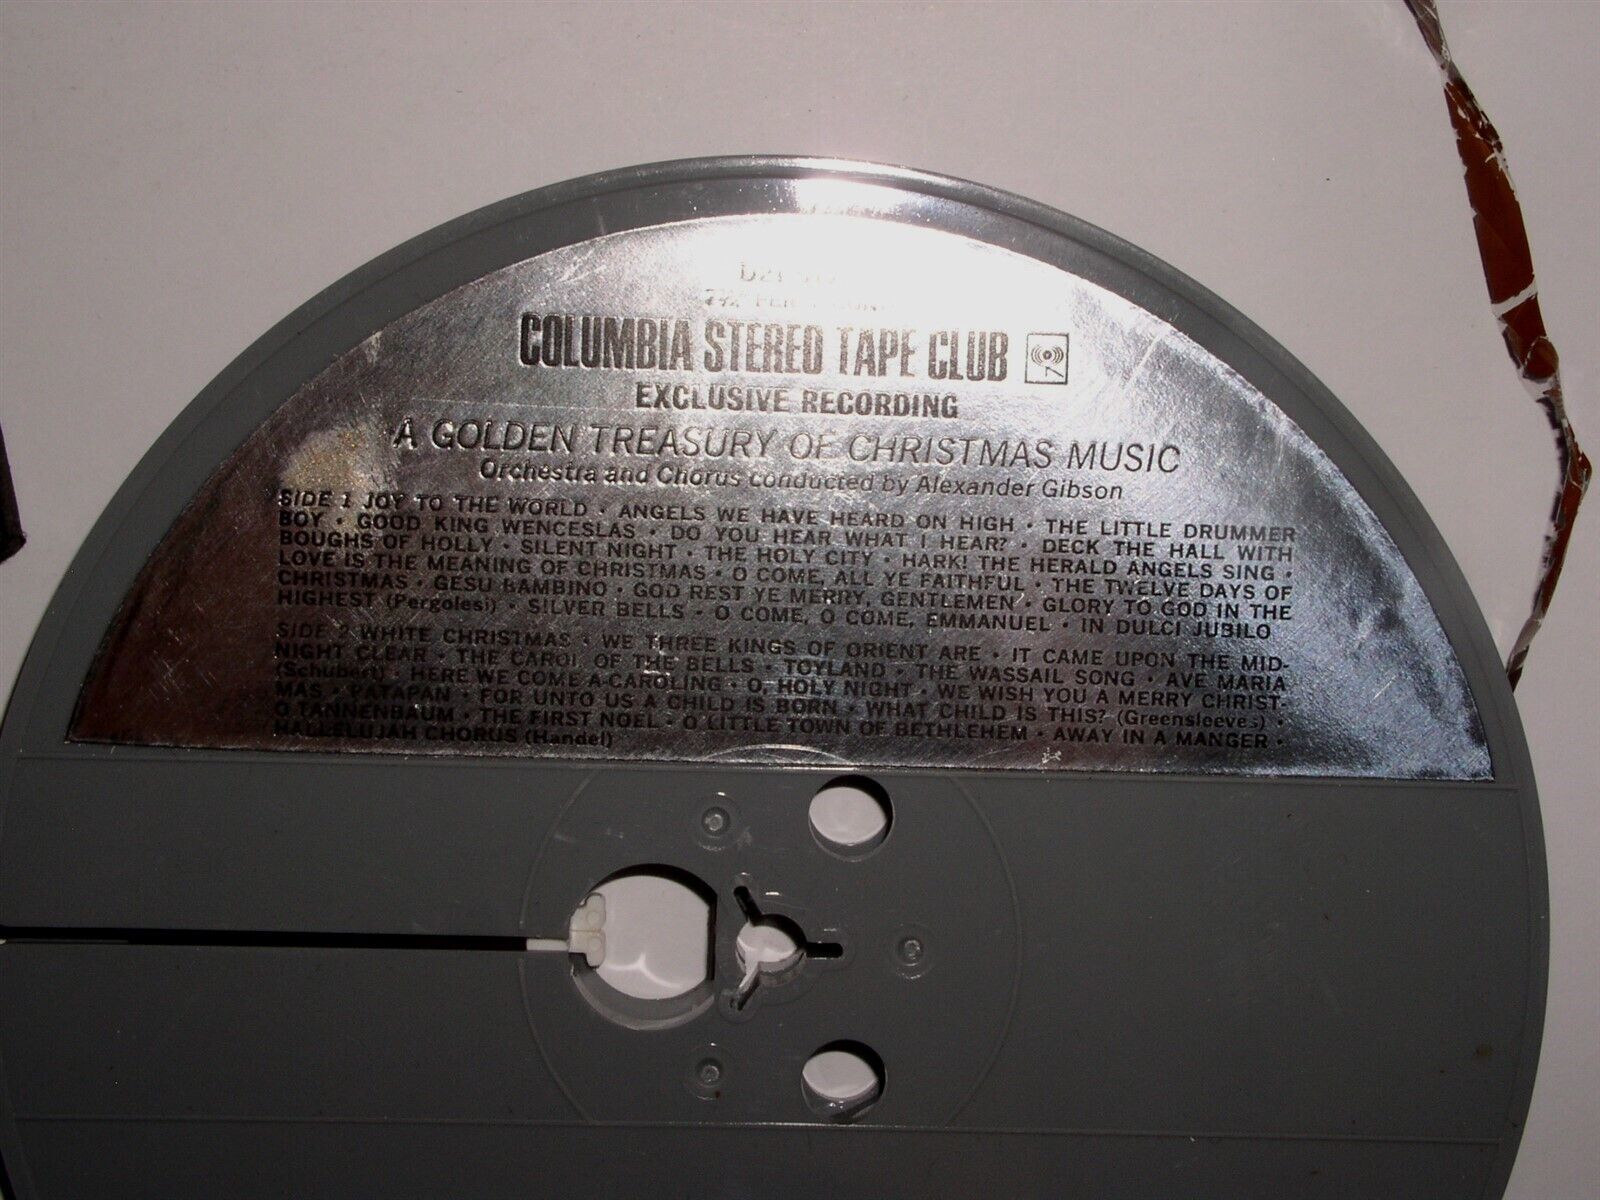 COLUMBIA STEREO TAPE CLUB
EXCLUSIVE RECORDING
A GOLDEN TREASURY OF CHRISTMAS MUSIC
Orchestra and Chorus conducted by Alexander Gibson
SIDE 1 JOY TO THE WORLD · ANGELS WE HAVE HEARD ON HIGH · THE LITTLE DRUMMER
BOY · GOOD KING WENCESLAS · DO YOU HEAR WHAT I HEAR? · DECK THE HALL WITH
BOUGHS OF HOLLY · SILENT NIGHT · THE HOLY CITY · HARK! THE HERALD ANGELS SING ·
LOVE IS THE MEANING OF CHRISTMAS · O COME, ALL YE FAITHFUL · THE TWELVE DAYS OF
CHRISTMAS · GESU BAMBINO · GOD REST YE MERRY, GENTLEMEN · GLORY TO GOD IN THE
HIGHEST (Pergolesi) · SILVER BELLS · O COME, O COME, EMMANUEL · IN DULCI JUBILO
SIDE 2 WHITE CHRISTMAS · WE THREE KINGS OF ORIENT ARE · IT CAME UPON THE MID-
NIGHT CLEAR · THE CAROL OF THE BELLS · TOYLAND · THE WASSAIL SONG · AVE MARIA
(Schubert) · HERE WE COME A-CAROLING · O, HOLY NIGHT · WE WISH YOU A MERRY CHRIST-
MAS · PATAPAN · FOR UNTO US A CHILD IS BORN · WHAT CHILD IS THIS? (Greensleeves) ·
O TANNENBAUM · THE FIRST NOEL · O LITTLE TOWN OF BETHLEHEM · AWAY IN A MANGER ·
HALLELUJAH CHORUS (Handel)